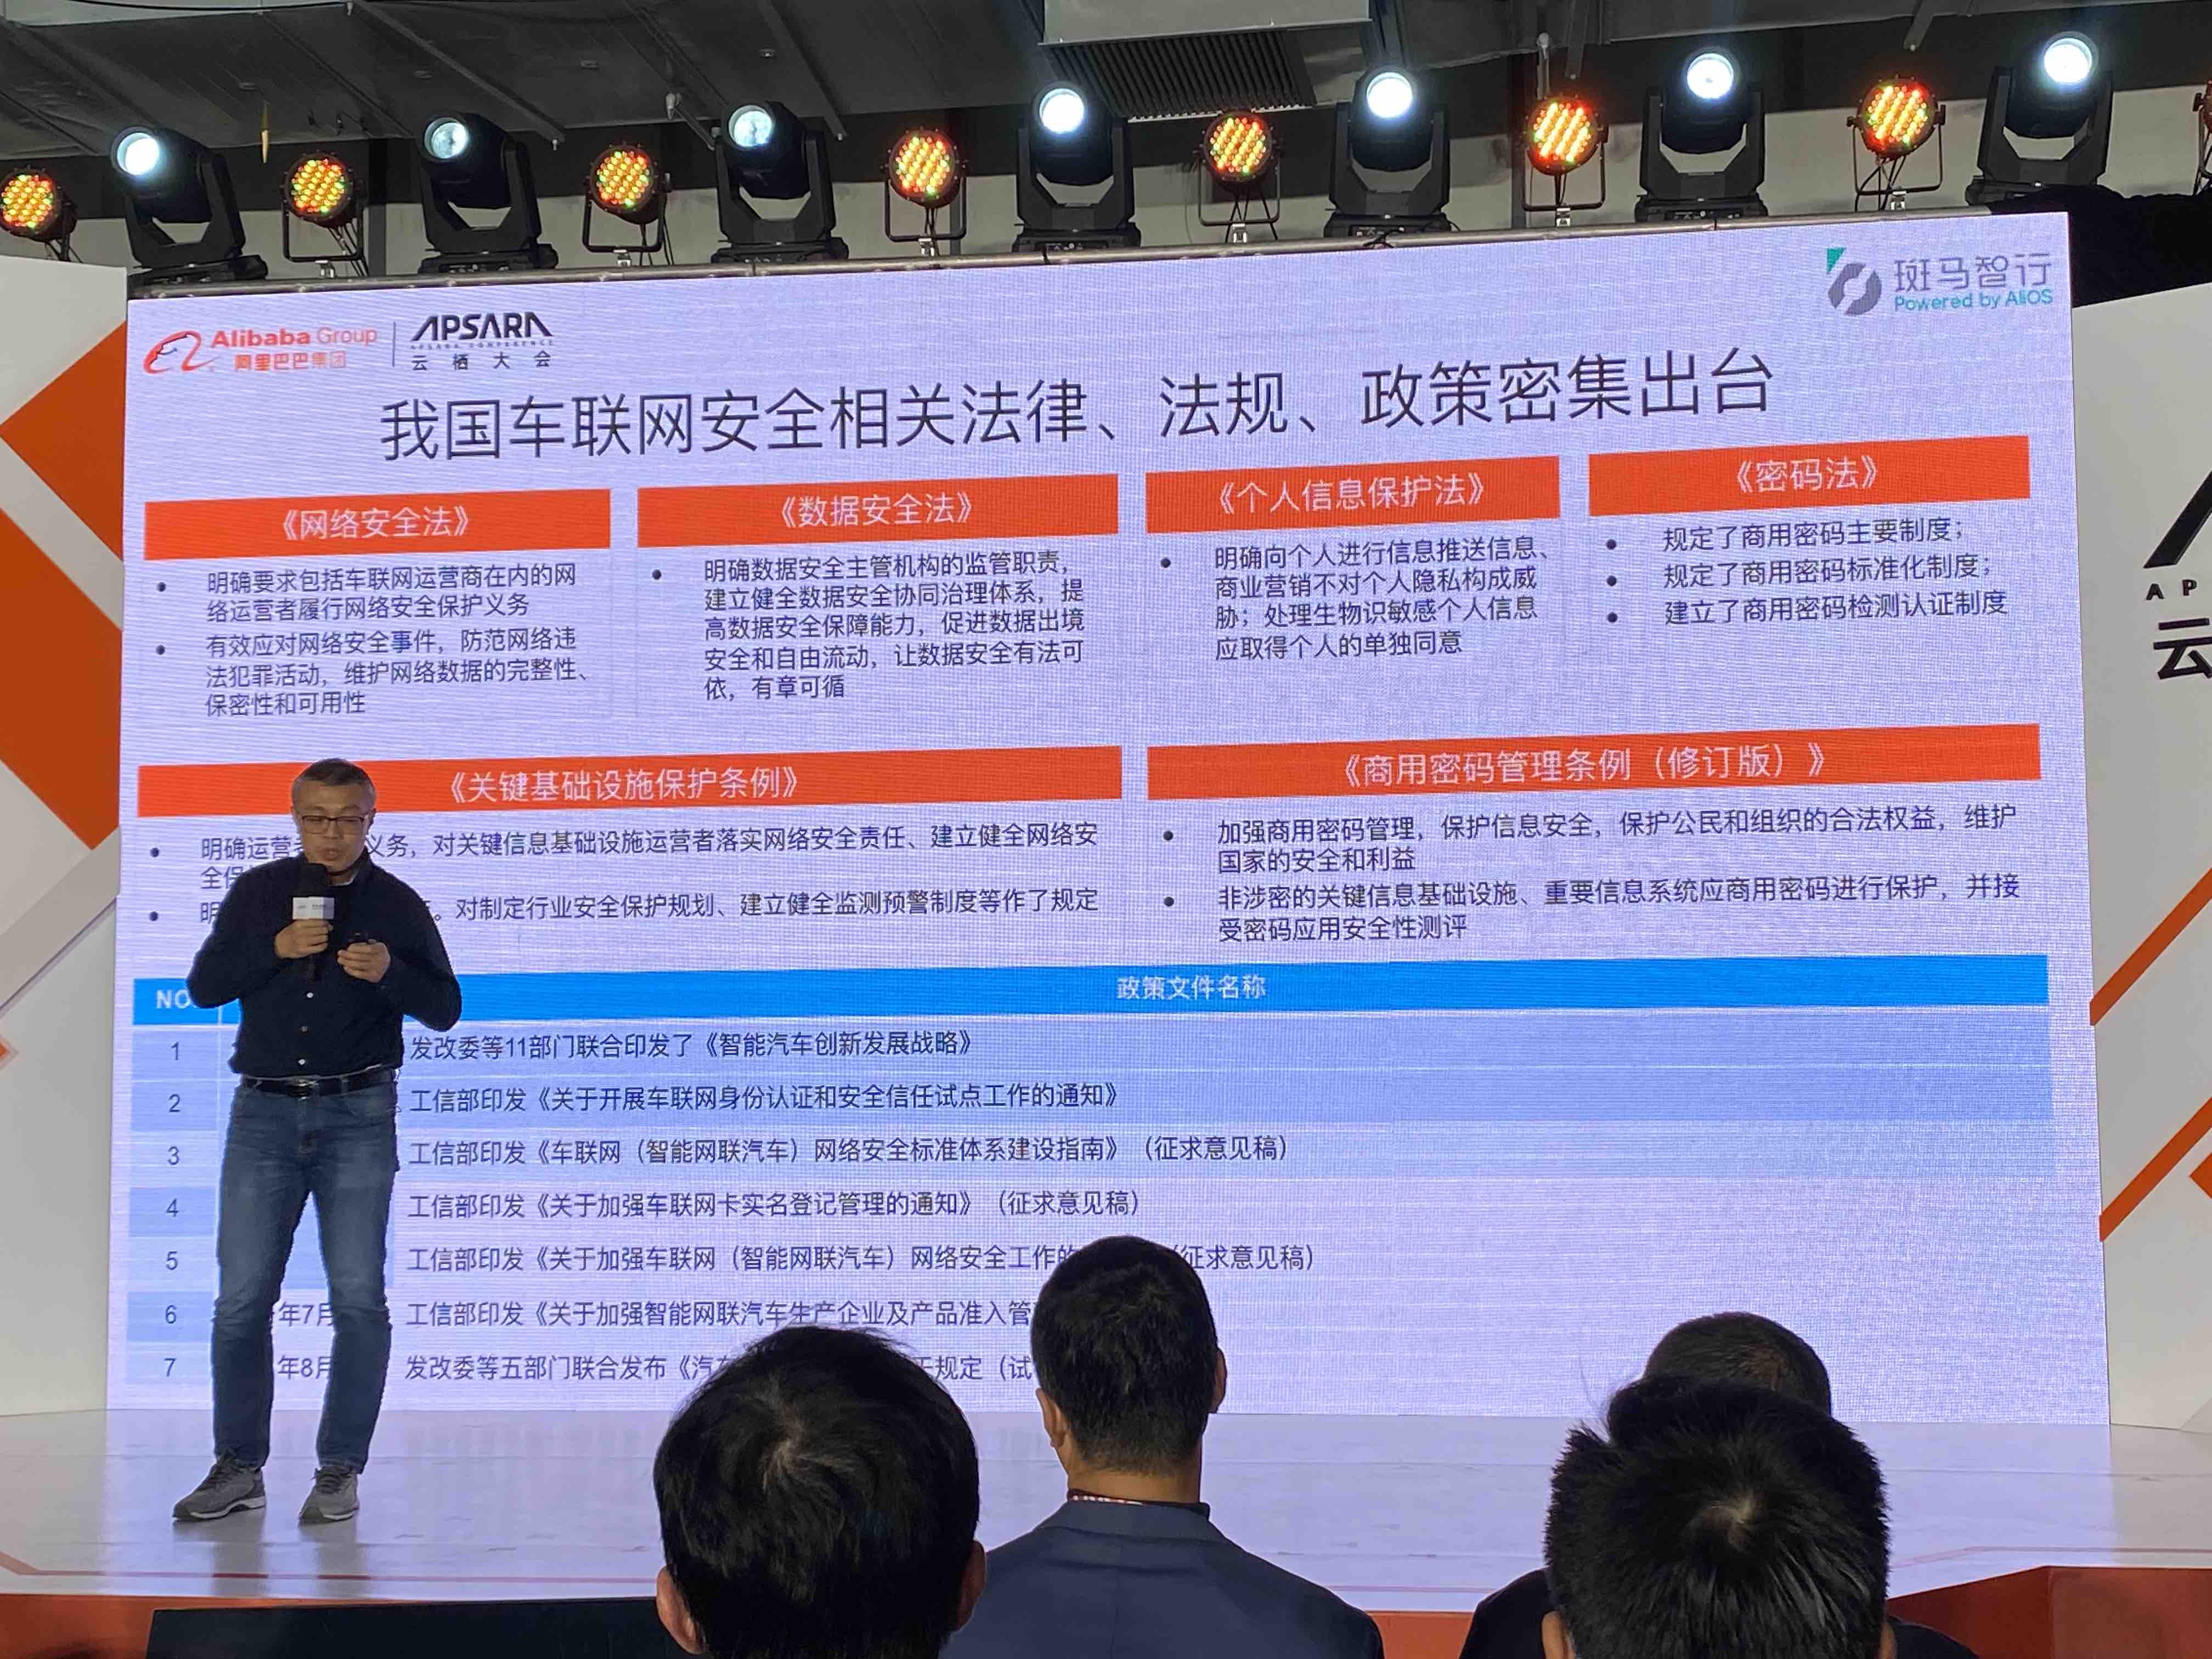 Alibaba Group
阿里巴巴集团
APSARA
APSARA CONFERENCE
云栖大会
斑马智行
Powered by AliOS
我国车联网安全相关法律、法规、政策密集出台
《网络安全法》
明确要求包括车联网运营商在内的网
络运营者履行网络安全保护义务
有效应对网络安全事件，防范网络违
法犯罪活动，维护网络数据的完整性、
保密性和可用性
《数据安全法》
明确数据安全主管机构的监管职责，
建立健全数据安全协同治理体系，提
高数据安全保障能力，促进数据出境
安全和自由流动，让数据安全有法可
依，有章可循
《个人信息保护法》
明确向个人进行信息推送信息、
商业营销不对个人隐私构成威
胁；处理生物识敏感个人信息
应取得个人的单独同意
《密码法》
规定了商用密码主要制度；
规定了商用密码标准化制度；
建立了商用密码检测认证制度
《关键基础设施保护条例》
明确运营 义务，对关键信息基础设施运营者落实网络安全责任、建立健全网络安
全保
明 。对制定行业安全保护规划、建立健全监测预警制度等作了规定
《商用密码管理条例（修订版）》
加强商用密码管理，保护信息安全，保护公民和组织的合法权益，维护
国家的安全和利益
非涉密的关键信息基础设施、重要信息系统应商用密码进行保护，并接
受密码应用安全性测评
NO. 政策文件名称
1 发改委等11部门联合印发了《智能汽车创新发展战略》
2 工信部印发《关于开展车联网身份认证和安全信任试点工作的通知》
3 工信部印发《车联网（智能网联汽车）网络安全标准体系建设指南》（征求意见稿）
4 工信部印发《关于加强车联网卡实名登记管理的通知》（征求意见稿）
5 工信部印发《关于加强车联网（智能网联汽车）网络安全工作的 征求意见稿）
6 年7月 工信部印发《关于加强智能网联汽车生产企业及产品准入管
7 年8月 发改委等五部门联合发布《汽 规定（试
AP
云